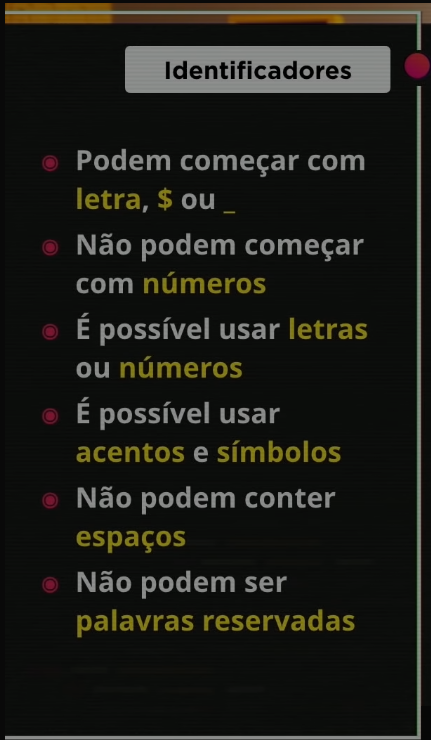 Identificadores
Podem começar com
letra, $ ou _
Não podem começar
com números
É possível usar letras
ou números
É possível usar
acentos e símbolos
Não podem conter
espaços
Não podem ser
palavras reservadas